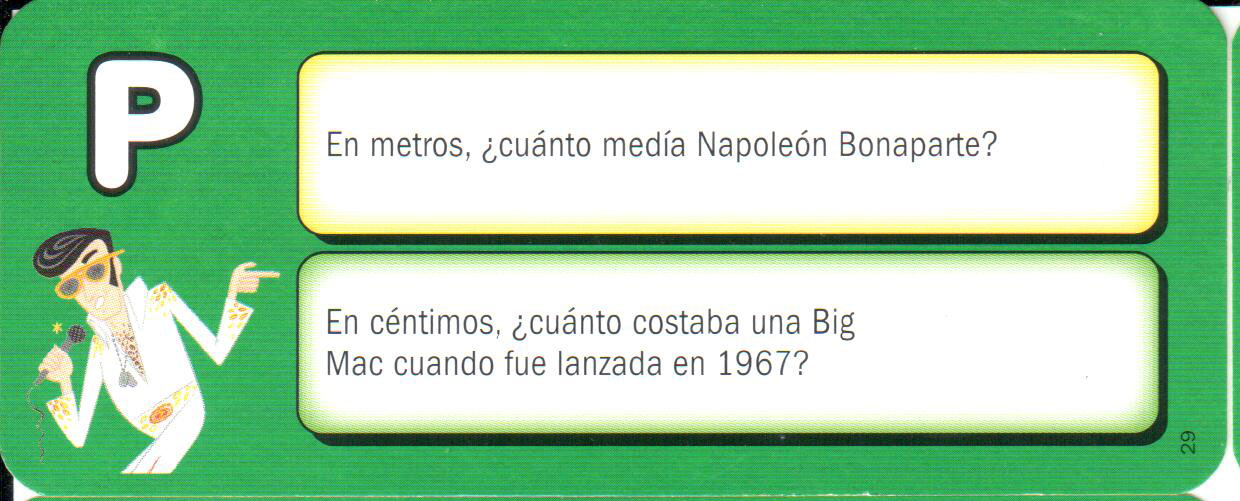 P
En metros, ¿cuánto medía Napoleón Bonaparte?
En céntimos, ¿cuánto costaba una Big
Mac cuando fue lanzada en 1967?
29